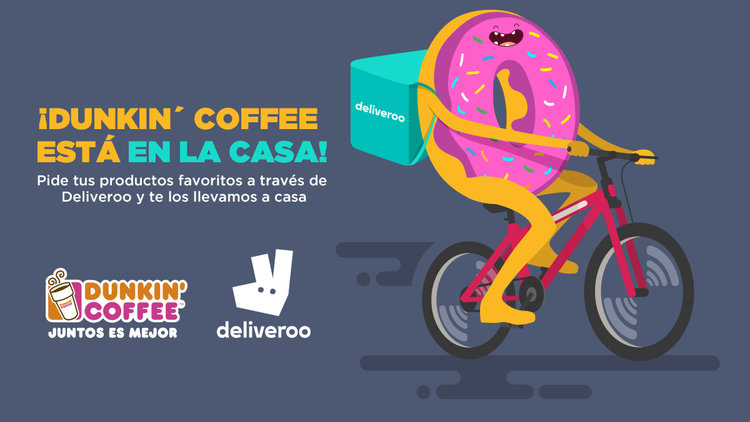 ¡DUNKIN´ COFFEE
ESTÁ EN LA CASA!
Pide tus productos favoritos a través de
Deliveroo y te los llevamos a casa
DUNKIN'
COFFEE
JUNTOS ES MEJOR
deliveroo
deliveroo